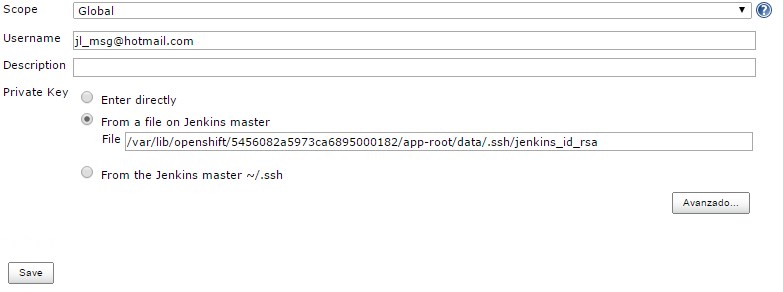 Scope Global
Username jl_msg@hotmail.com
Description
Private Key Enter directly
From a file on Jenkins master
File /var/lib/openshift/5456082a5973ca6895000182/app-root/data/.ssh/jenkins_id_rsa
From the Jenkins master ~/.ssh
Avanzado...
Save